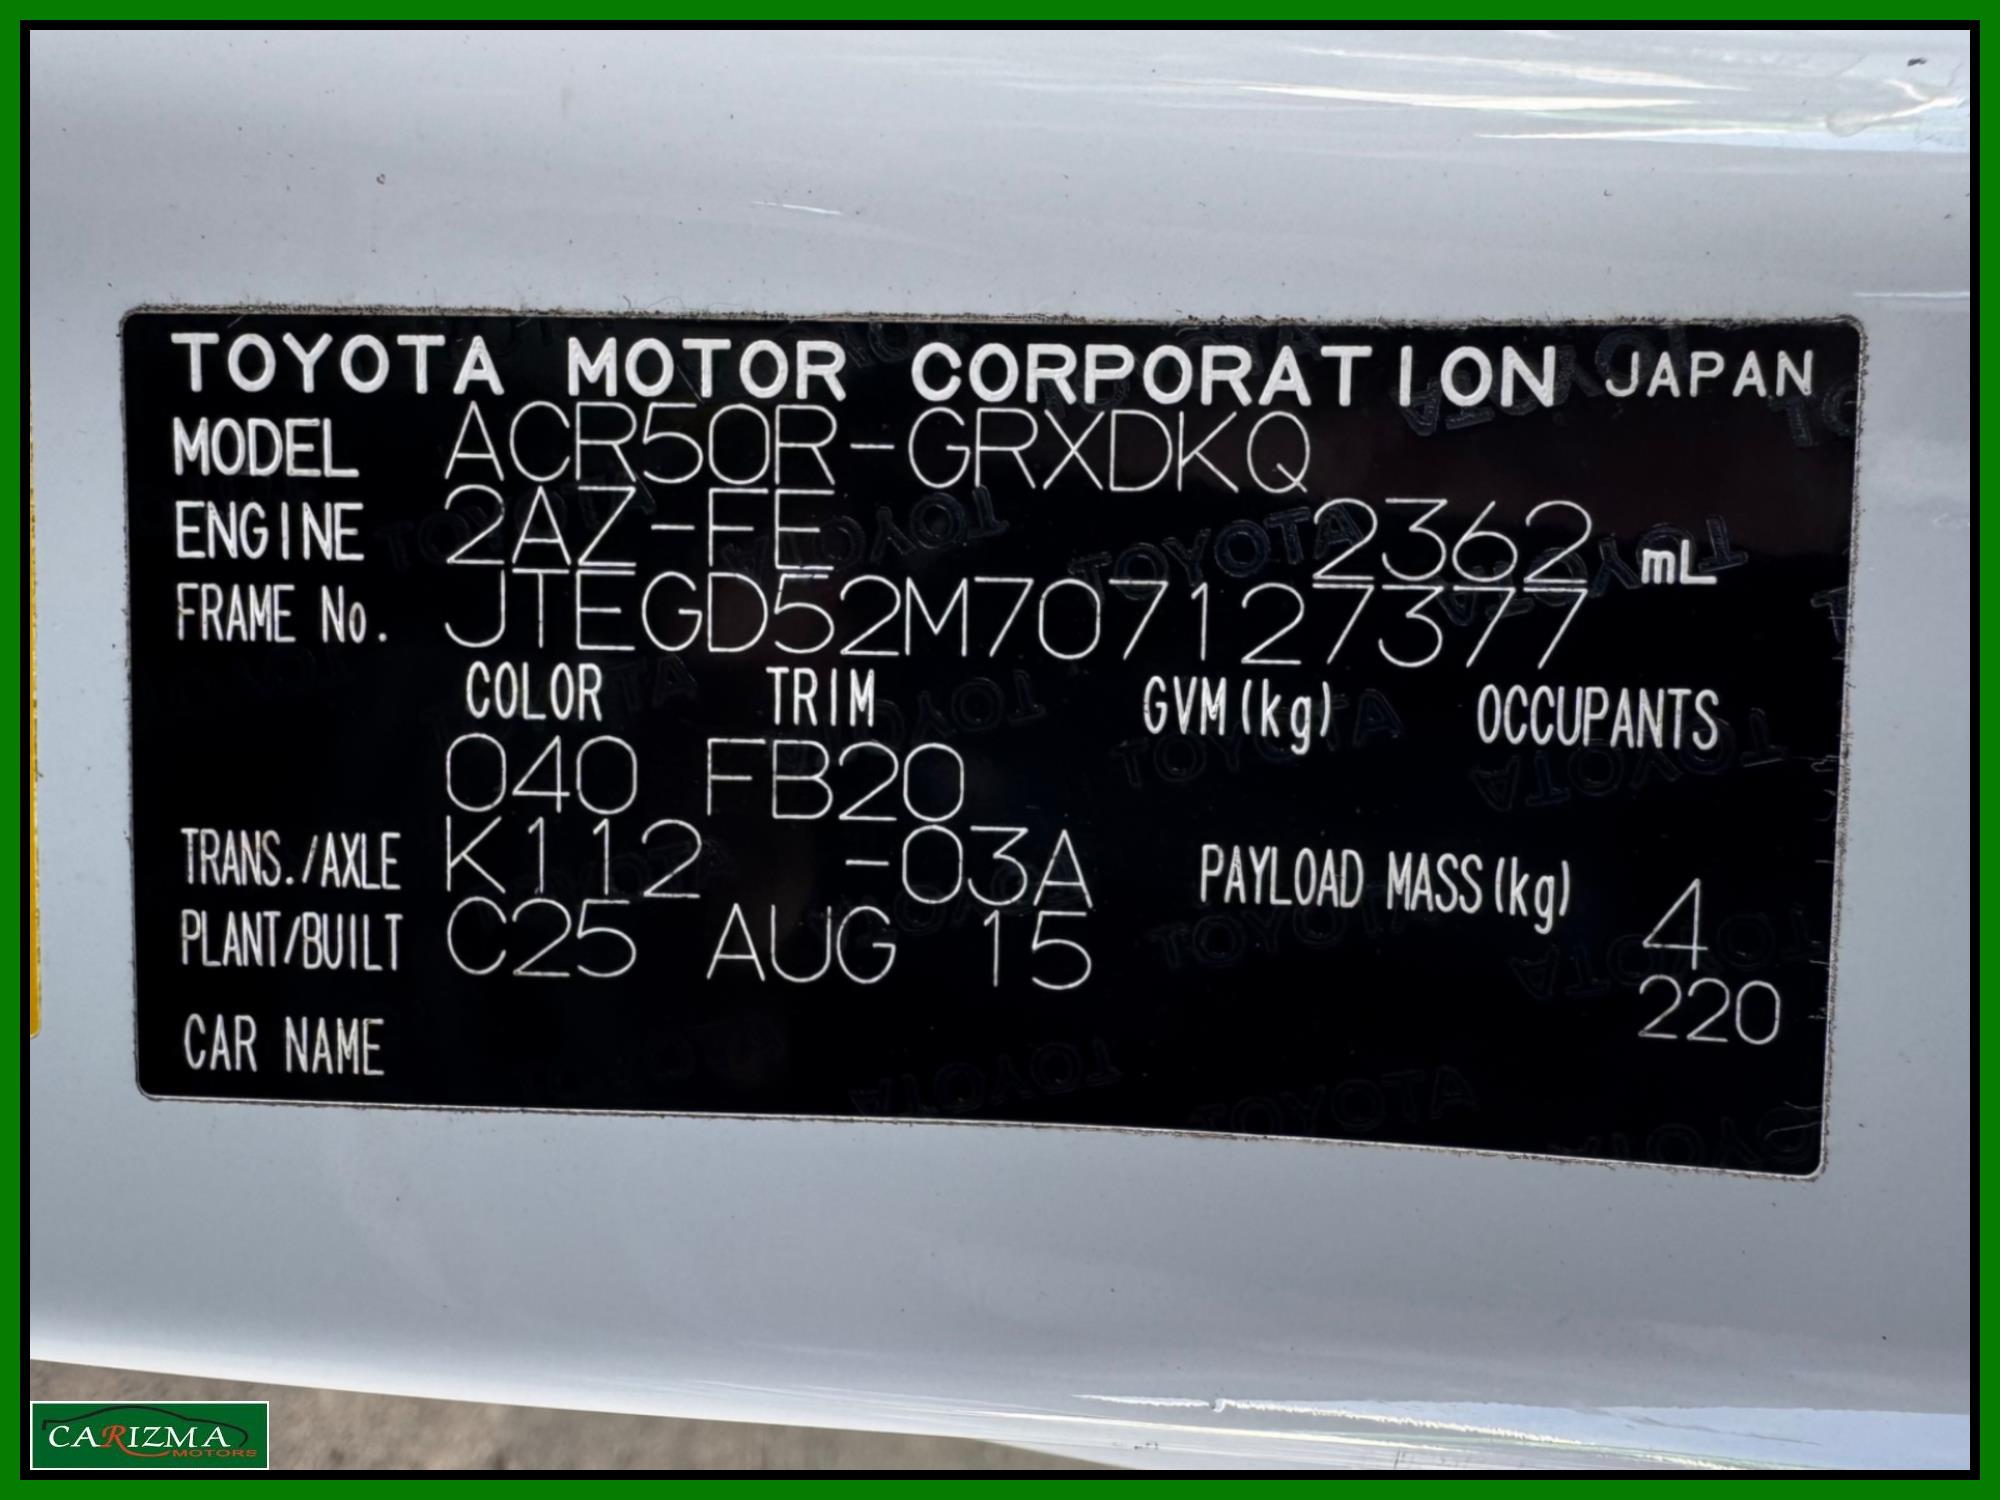 TOYOTA MOTOR CORPORATION JAPAN
MODEL ACR50R-GRXDKQ
ENGINE 2AZ-FE 2362 mL
FRAME No. JTEGD52M707127377
COLOR TRIM GVM(kg) OCCUPANTS
040 FB20
TRANS./AXLE K112 -03A PAYLOAD MASS(kg) 4
PLANT/BUILT C25 AUG 15 220
CAR NAME
CARIZMA
MOTORS